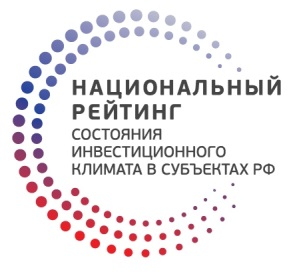 НАЦИОНАЛЬНЫЙ
РЕЙТИНГ
СОСТОЯНИЯ
ИНВЕСТИЦИОННОГО
КЛИМАТА В СУБЪЕКТАХ РФ